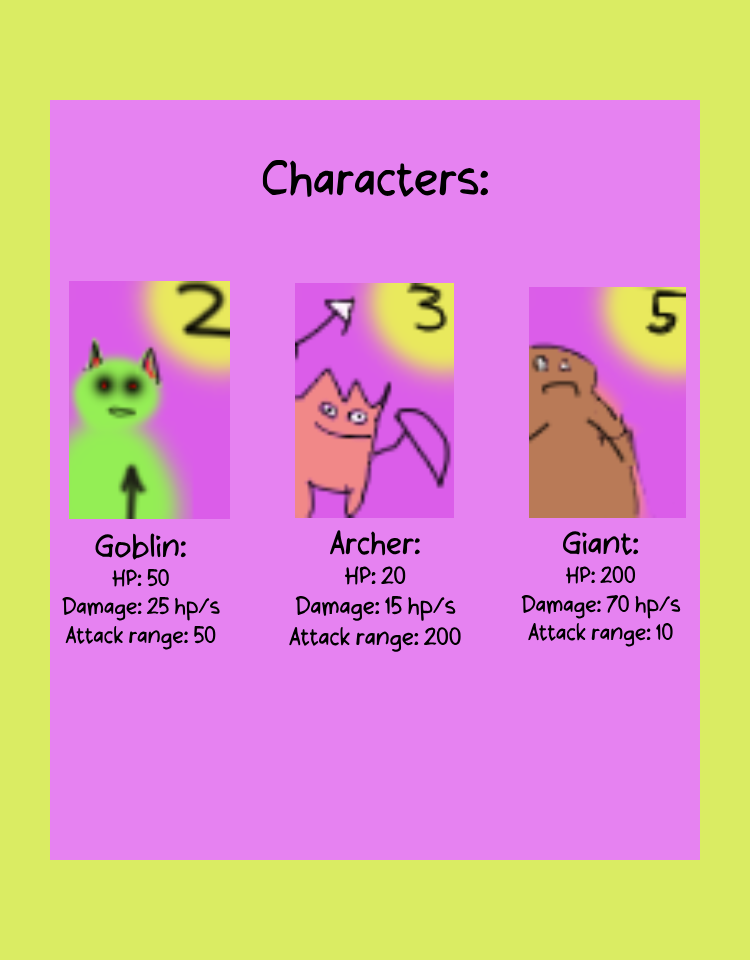 Characters:
2
3
5
Goblin:
HP: 50
Damage: 25 hp/s
Attack range: 50
Archer:
HP: 20
Damage: 15 hp/s
Attack range: 200
Giant:
HP: 200
Damage: 70 hp/s
Attack range: 10